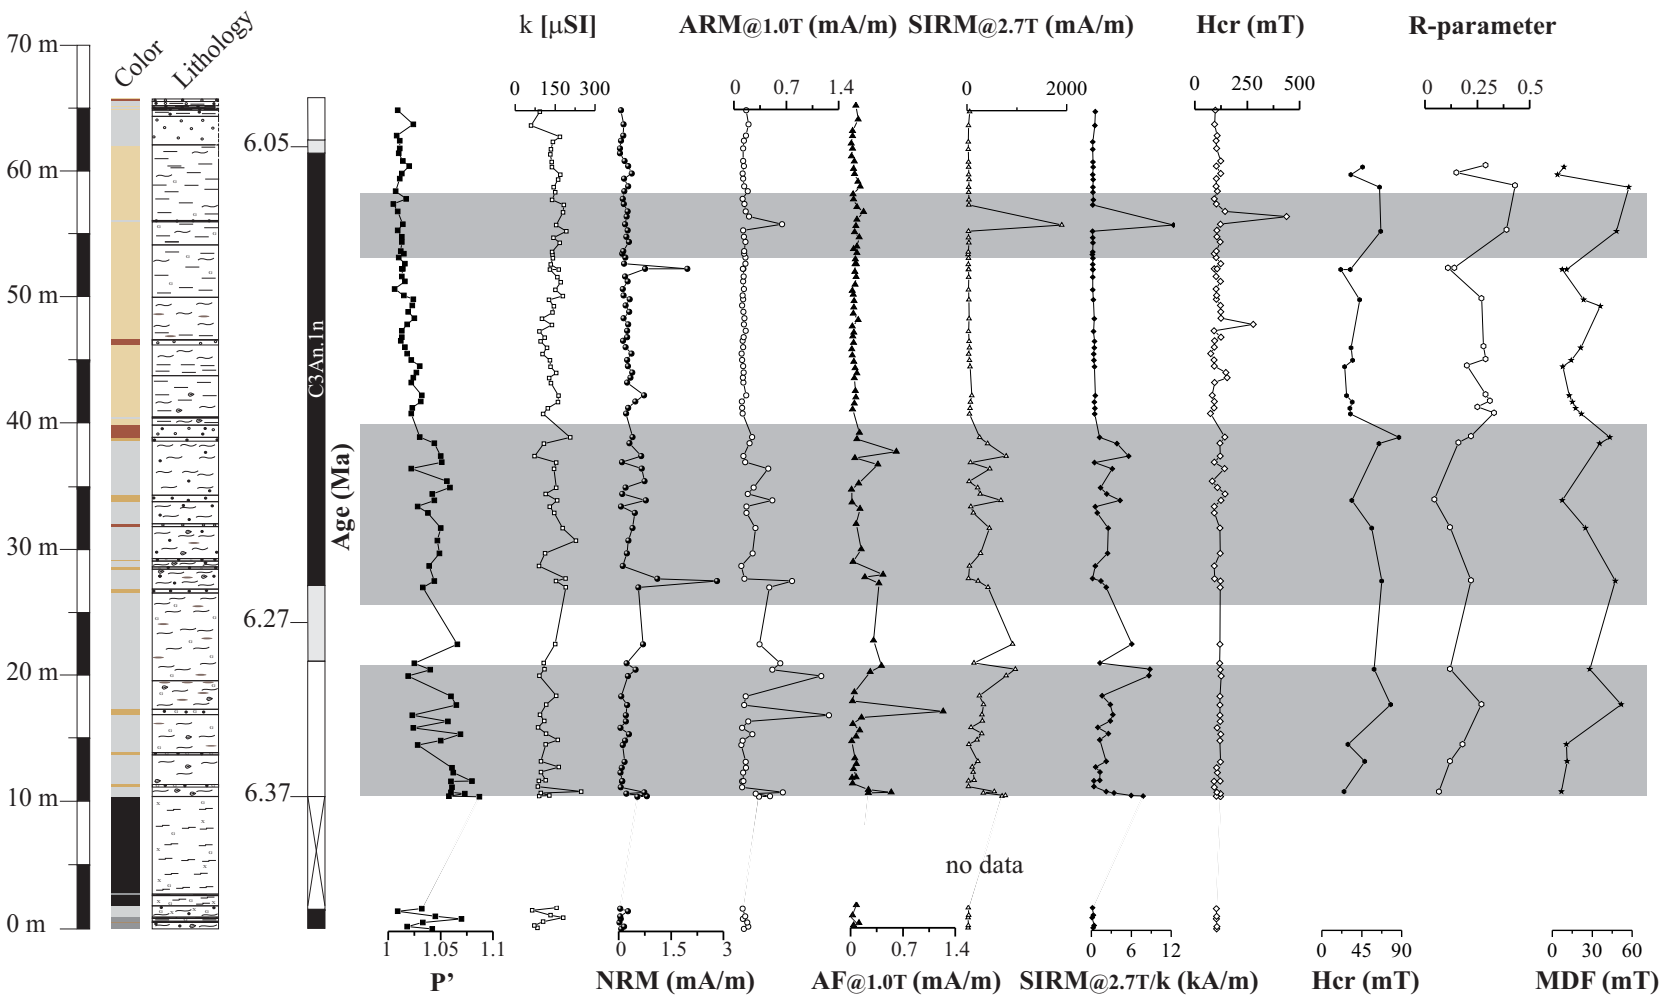 k [µSI]
ARM@1.0T (mA/m)
SIRM@2.7T (mA/m)
Hcr (mT)
R-parameter
70 m
Color
Lithology
0 150 300
0 0.7 1.4
0 2000
0 250 500
0 0.25 0.5
6.05
60 m
50 m
C3An.1n
40 m
Age (Ma)
30 m
6.27
20 m
6.37
10 m
no data
0 m
1 1.05 1.1
0 1.5 3
0 0.7 1.4
0 6 12
0 45 90
0 30 60
P’
NRM (mA/m)
AF@1.0T (mA/m)
SIRM@2.7T/k (kA/m)
Hcr (mT)
MDF (mT)